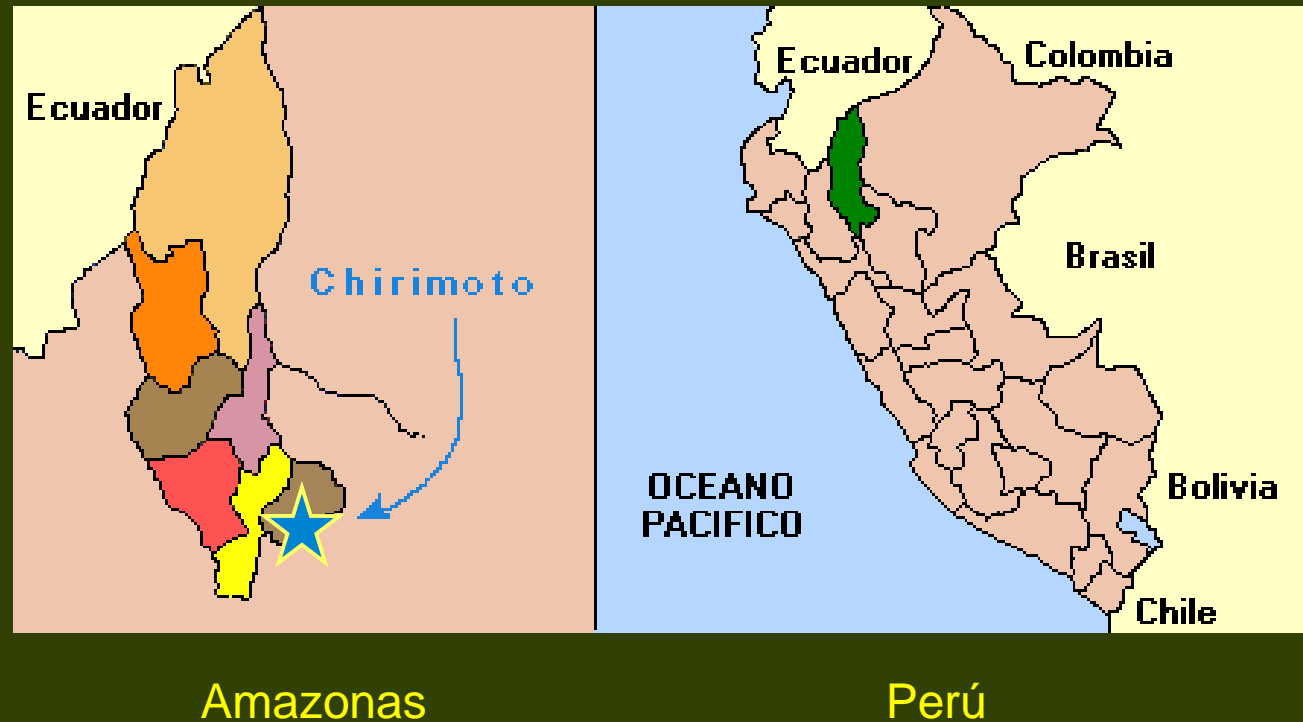 Ecuador
Chirimoto
Ecuador
Colombia
Brasil
OCEANO
PACIFICO
Bolivia
Chile
Amazonas
Perú